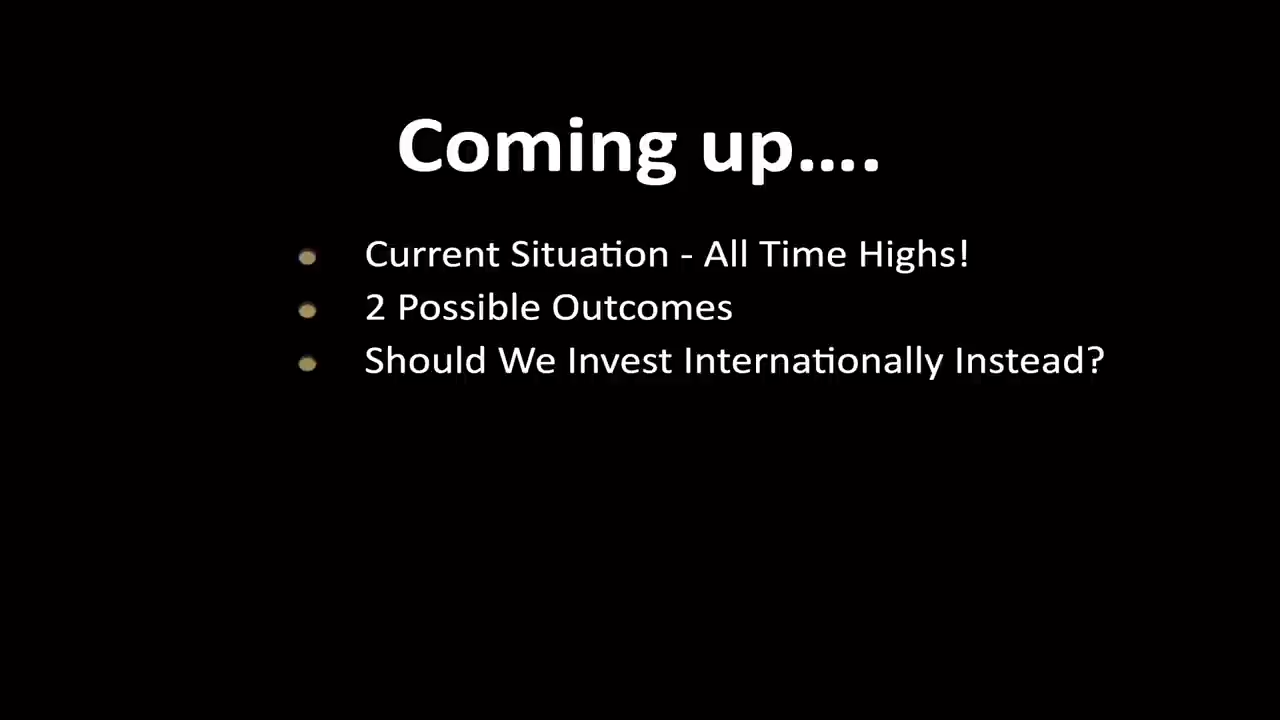 Coming up....
Current Situation - All Time Highs!
2 Possible Outcomes
Should We Invest Internationally Instead?